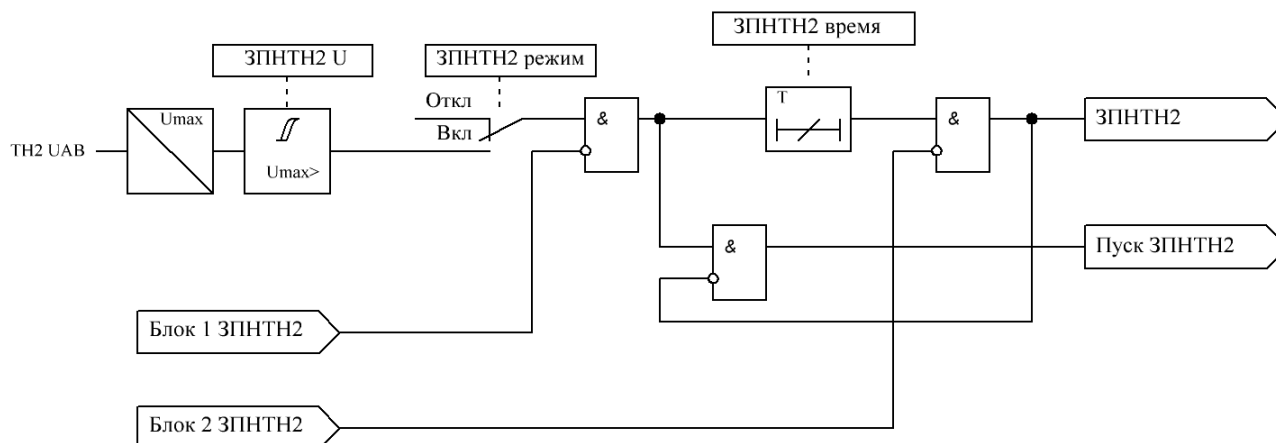 ЗПНТН2 время
ЗПНТН2 U
ЗПНТН2 режим
Откл
Вкл
Umax
Umax>
&
T
&
ЗПНТН2
ТН2 UAB
&
Пуск ЗПНТН2
Блок 1 ЗПНТН2
Блок 2 ЗПНТН2